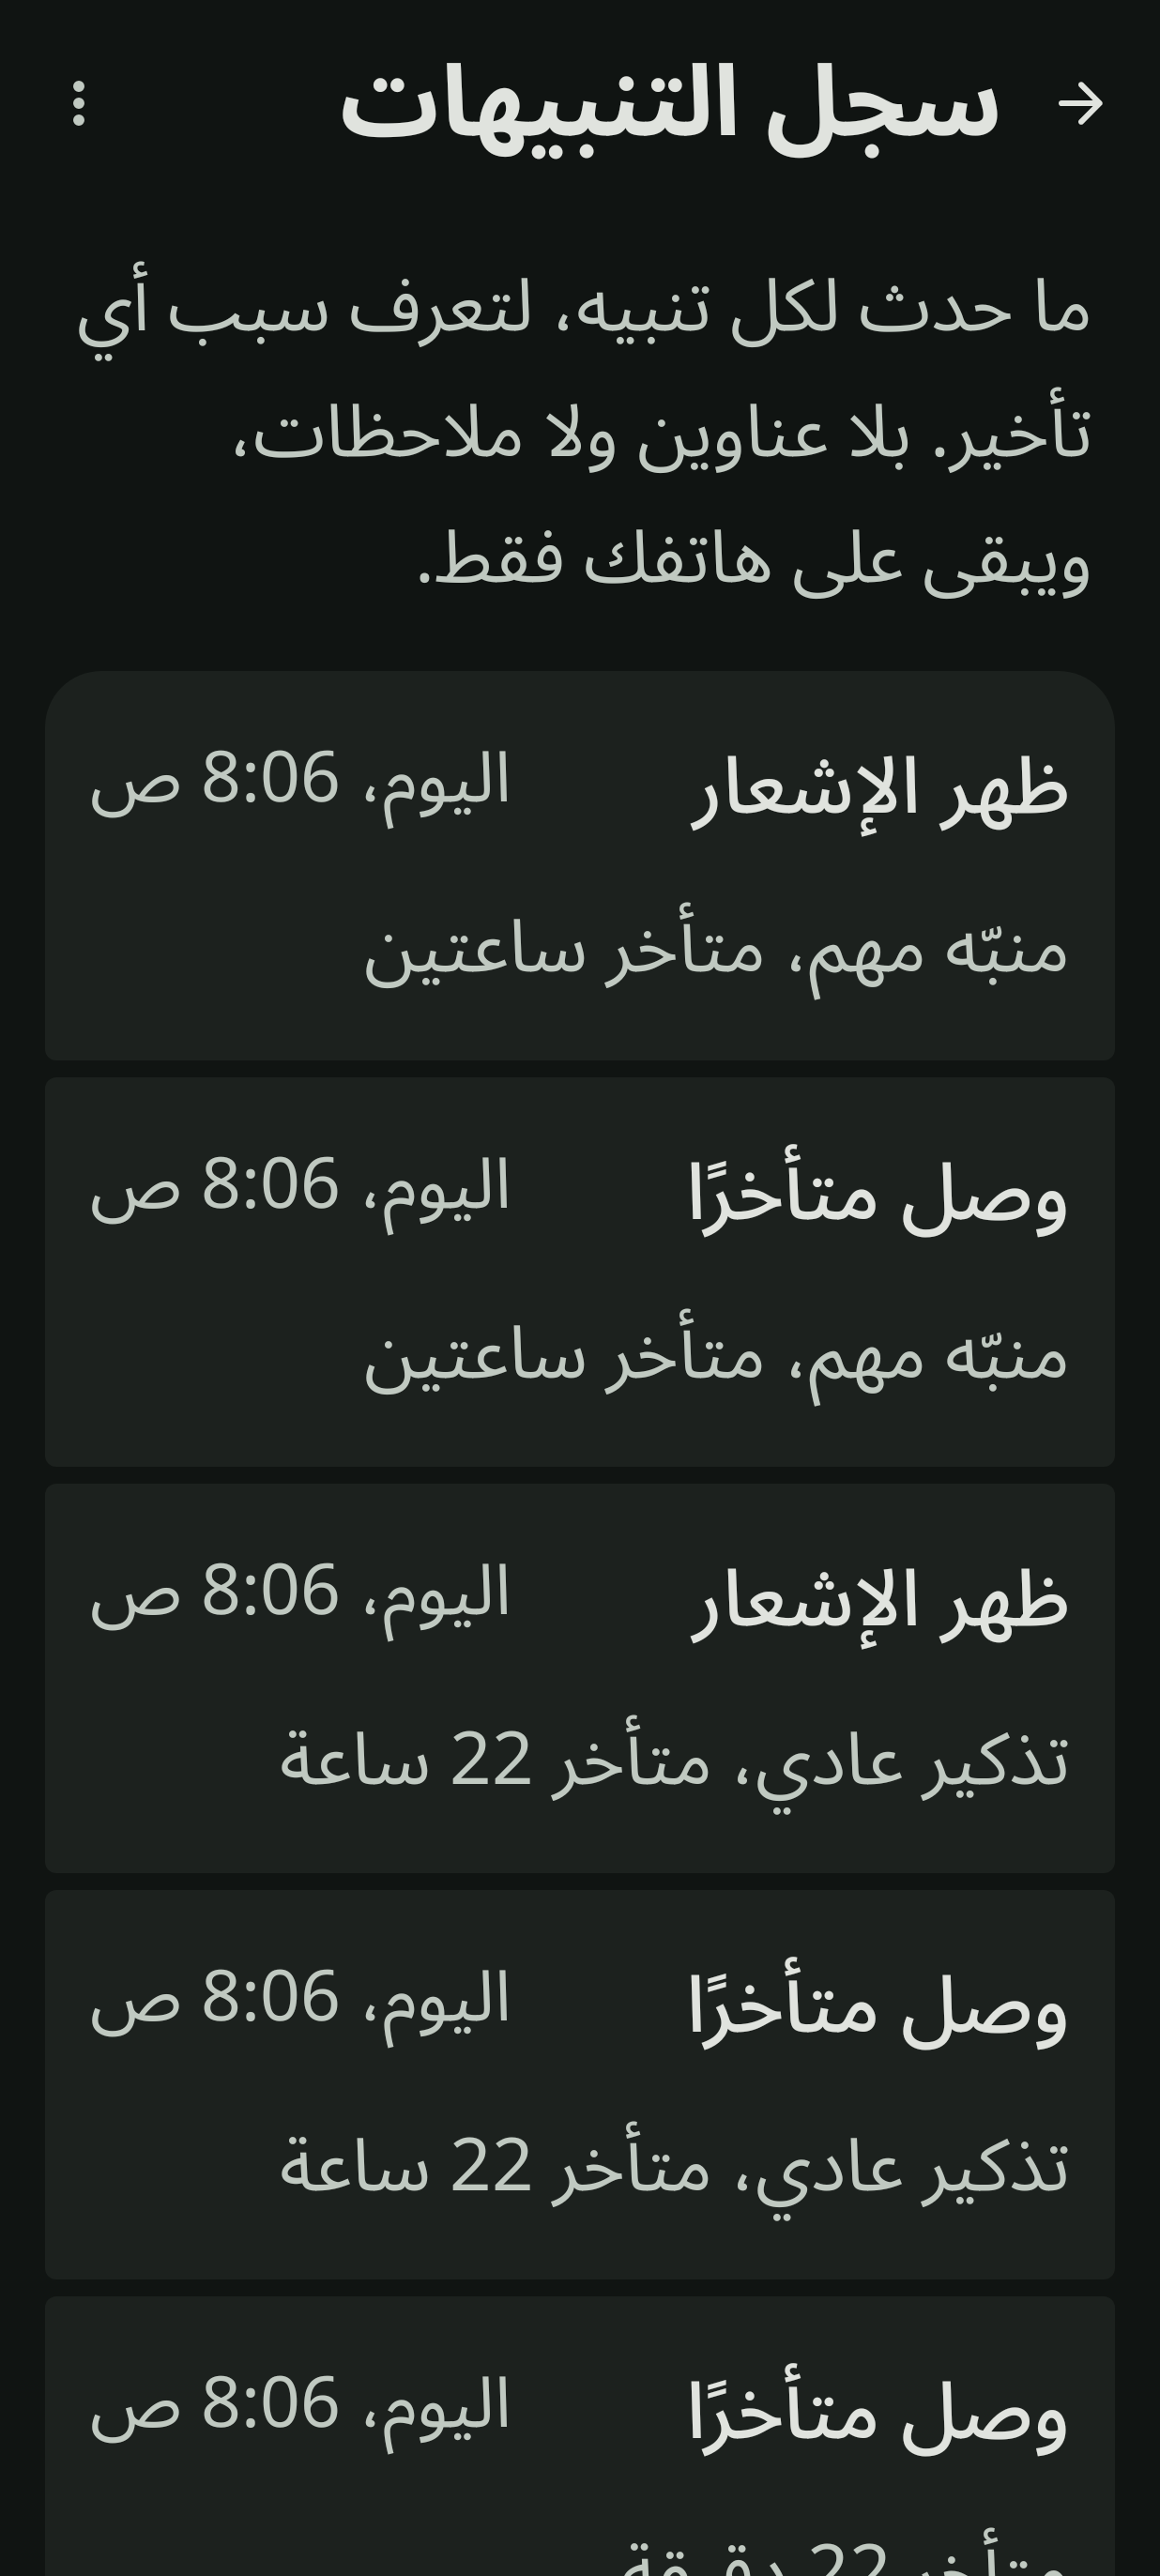 سجل التنبيهات
ما حدث لكل تنبيه، لتعرف سبب أي
تأخير. بلا عناوين ولا ملاحظات،
ويبقى على هاتفك فقط.
ظهر الإشعار
اليوم، 8:06 ص
منبّه مهم، متأخر ساعتين
وصل متأخرًا
اليوم، 8:06 ص
منبّه مهم، متأخر ساعتين
ظهر الإشعار
اليوم، 8:06 ص
تذكير عادي، متأخر 22 ساعة
وصل متأخرًا
اليوم، 8:06 ص
تذكير عادي، متأخر 22 ساعة
وصل متأخرًا
اليوم، 8:06 ص
متأخر 22 دقيقة